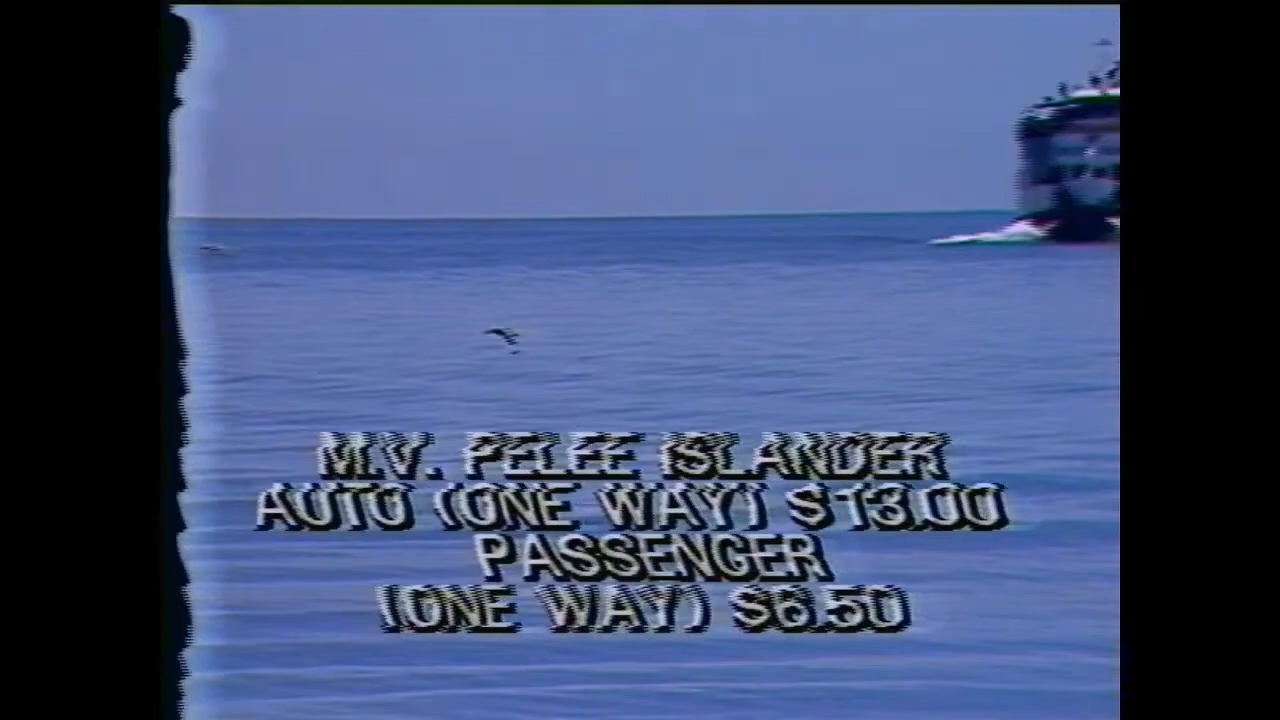 M.V. PELEE ISLANDER
AUTO (ONE WAY) $13.00
PASSENGER
(ONE WAY) $6.50